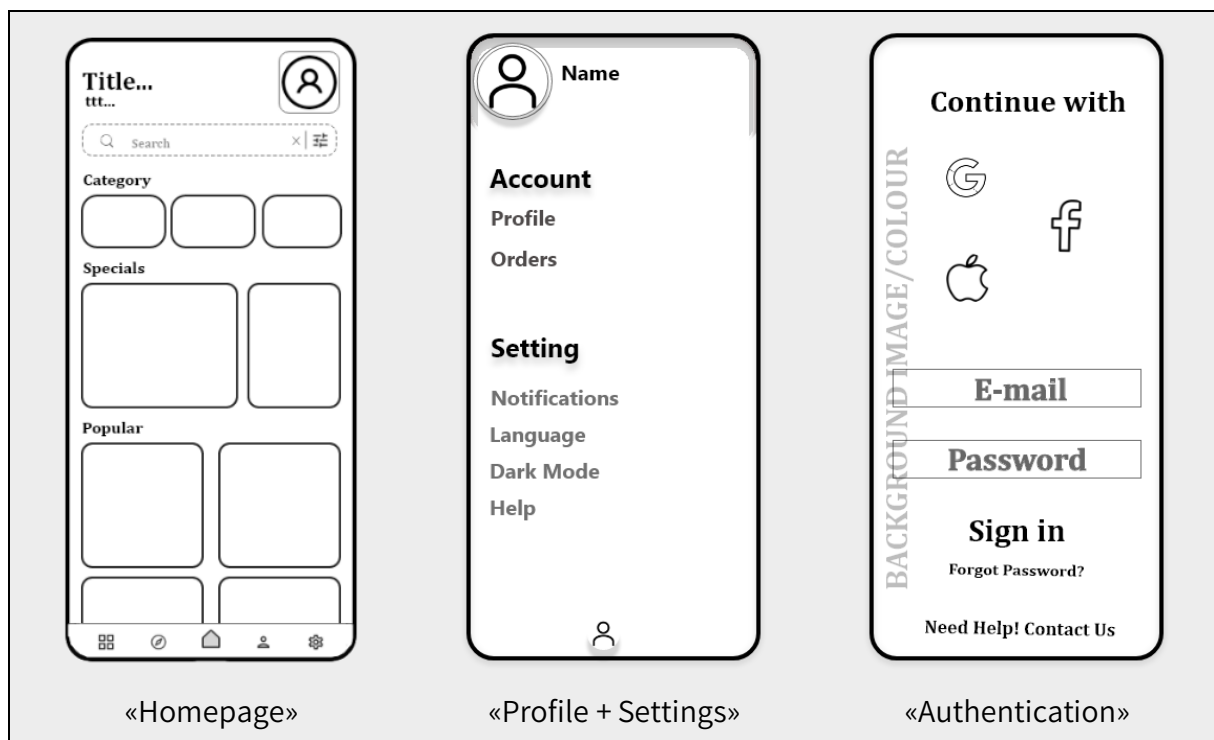 Title...
ttt...
Search
Category
Specials
Popular
«Homepage»
Name
Account
Profile
Orders
Setting
Notifications
Language
Dark Mode
Help
«Profile + Settings»
Continue with
BACKGROUND IMAGE/COLOUR
E-mail
Password
Sign in
Forgot Password?
Need Help! Contact Us
«Authentication»